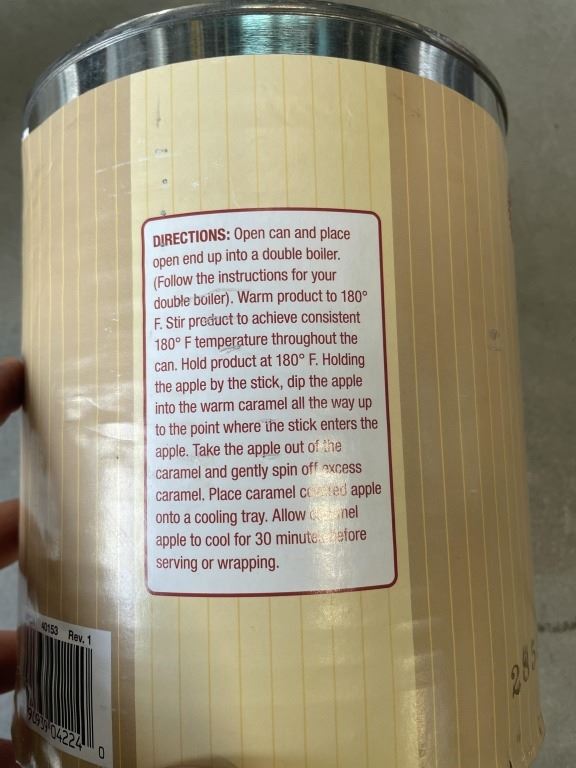 DIRECTIONS: Open can and place
open end up into a double boiler.
(Follow the instructions for your
double boiler). Warm product to 180°
F. Stir product to achieve consistent
180° F temperature throughout the
can. Hold product at 180° F. Holding
the apple by the stick, dip the apple
into the warm caramel all the way up
to the point where the stick enters the
apple. Take the apple out of the
caramel and gently spin off excess
caramel. Place caramel covered apple
onto a cooling tray. Allow caramel
apple to cool for 30 minutes before
serving or wrapping.
40153 Rev. 1
04224 0